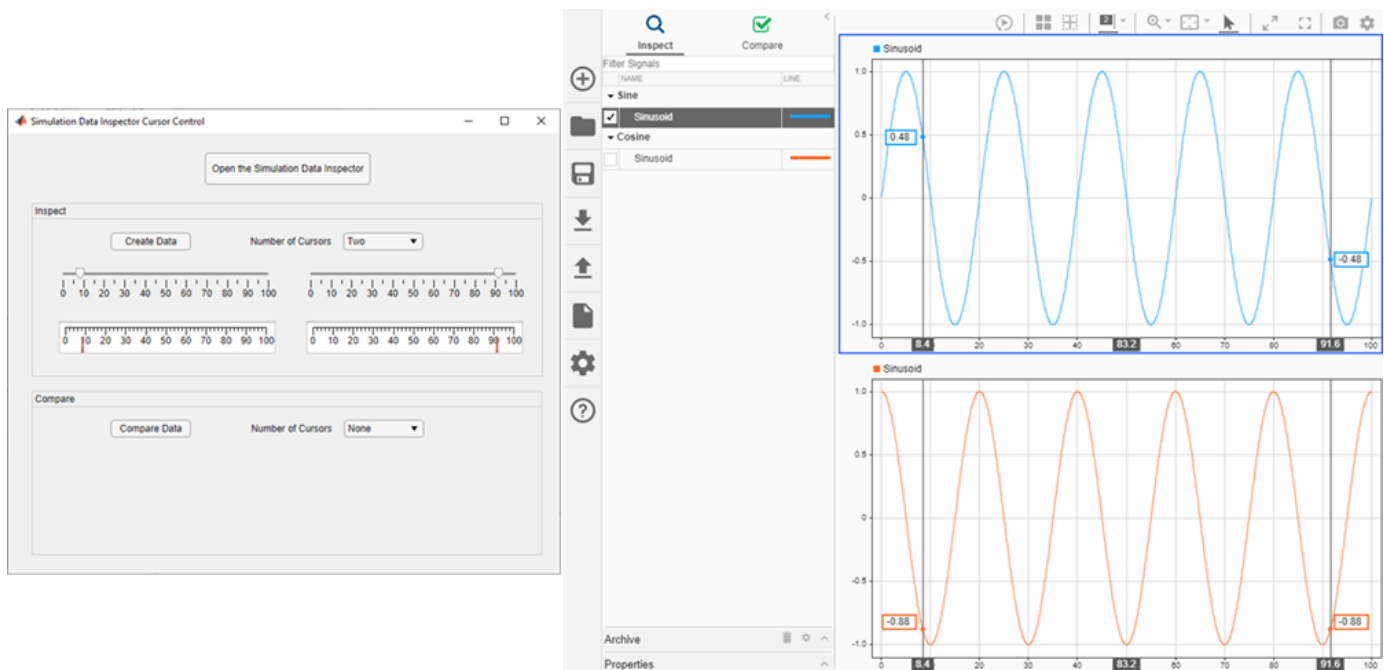 Simulation Data Inspector Cursor Control
Open the Simulation Data Inspector
Inspect
Create Data
Number of Cursors
Two
0 10 20 30 40 50 60 70 80 90 100
0 10 20 30 40 50 60 70 80 90 100
0 10 20 30 40 50 60 70 80 90 100
0 10 20 30 40 50 60 70 80 90 100
Compare
Compare Data
Number of Cursors
None
Inspect
Compare
Filter Signals
NAME
LINE
Sine
Sinusoid
Cosine
Sinusoid
Archive
Properties
2
Sinusoid
1.0
0.5
0
-0.5
-1.0
0.48
-0.48
0 8.4 20 40 83.2 60 80 91.6 100
Sinusoid
1.0
0.5
0
-0.5
-1.0
-0.88
-0.88
0 8.4 20 30 40 83.2 60 70 80 91.6 100